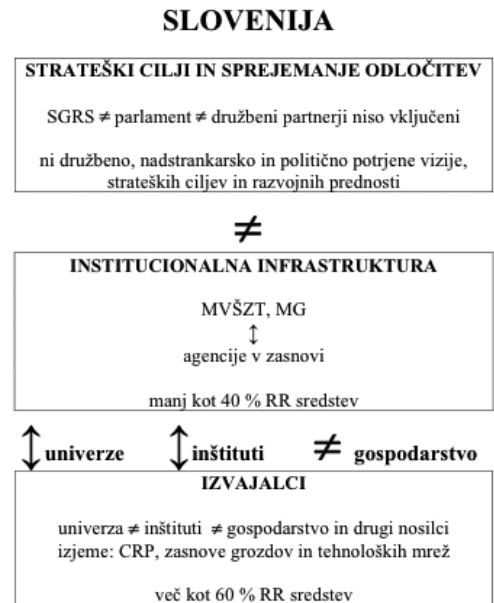 SLOVENIJA
STRATEŠKI CILJI IN SPREJEMANJE ODLOČITEV
SGRS ≠ parlament ≠ družbeni partnerji niso vključeni
ni družbeno, nadstrankarsko in politično potrjene vizije,
strateških ciljev in razvojnih prednosti
≠
INSTITUCIONALNA INFRASTRUKTURA
MVŠZT, MG
↕
agencije v zasnovi
manj kot 40 % RR sredstev
↕ univerze ↕ inštituti ≠ gospodarstvo
IZVAJALCI
univerza ≠ inštituti ≠ gospodarstvo in drugi nosilci
izjeme: CRP, zasnove grozdov in tehnoloških mrež
več kot 60 % RR sredstev